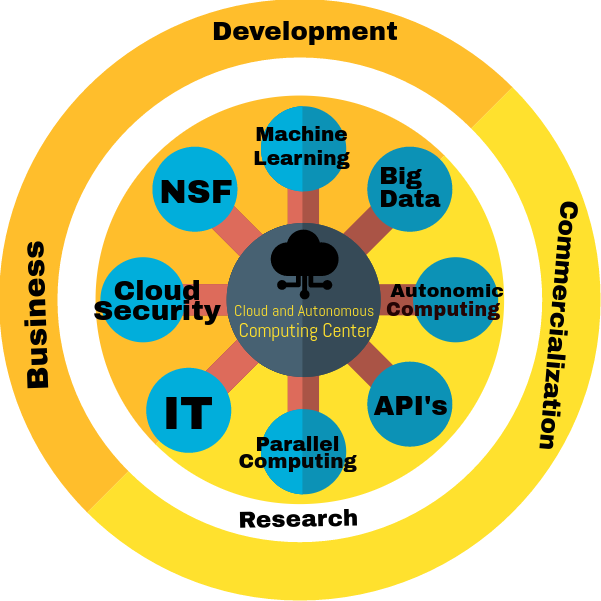 Development
Machine
Learning
NSF
Big
Data
Commercialization
Business
Cloud
Security
Cloud and Autonomous
Computing Center
Autonomic
Computing
IT
API's
Parallel
Computing
Research